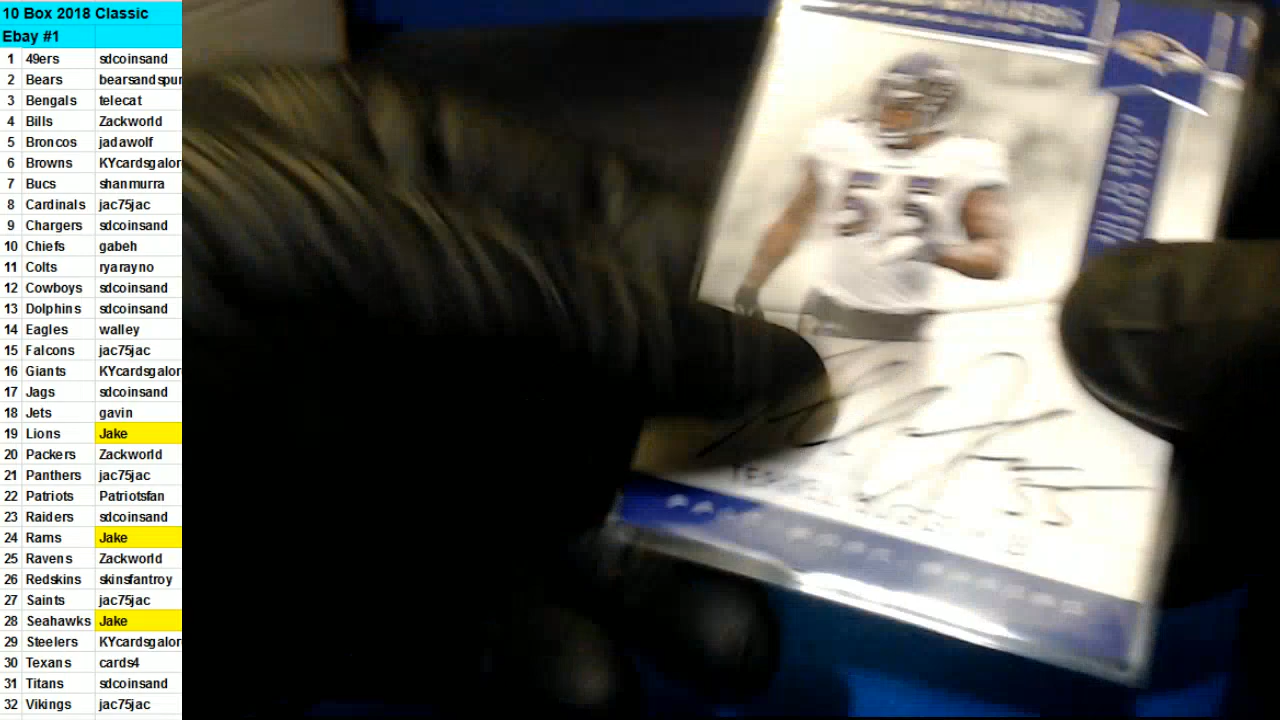 10 Box 2018 Classic
Ebay #1
1 49ers sdcoinsand
2 Bears bearsandspur
3 Bengals telecat
4 Bills Zackworld
5 Broncos jadawolf
6 Browns KYcardsgalor
7 Bucs shanmurra
8 Cardinals jac75jac
9 Chargers sdcoinsand
10 Chiefs gabeh
11 Colts ryarayno
12 Cowboys sdcoinsand
13 Dolphins sdcoinsand
14 Eagles walley
15 Falcons jac75jac
16 Giants KYcardsgalor
17 Jags sdcoinsand
18 Jets gavin
19 Lions Jake
20 Packers Zackworld
21 Panthers jac75jac
22 Patriots Patriotsfan
23 Raiders sdcoinsand
24 Rams Jake
25 Ravens Zackworld
26 Redskins skinsfantroy
27 Saints jac75jac
28 Seahawks Jake
29 Steelers KYcardsgalor
30 Texans cards4
31 Titans sdcoinsand
32 Vikings jac75jac
55
55